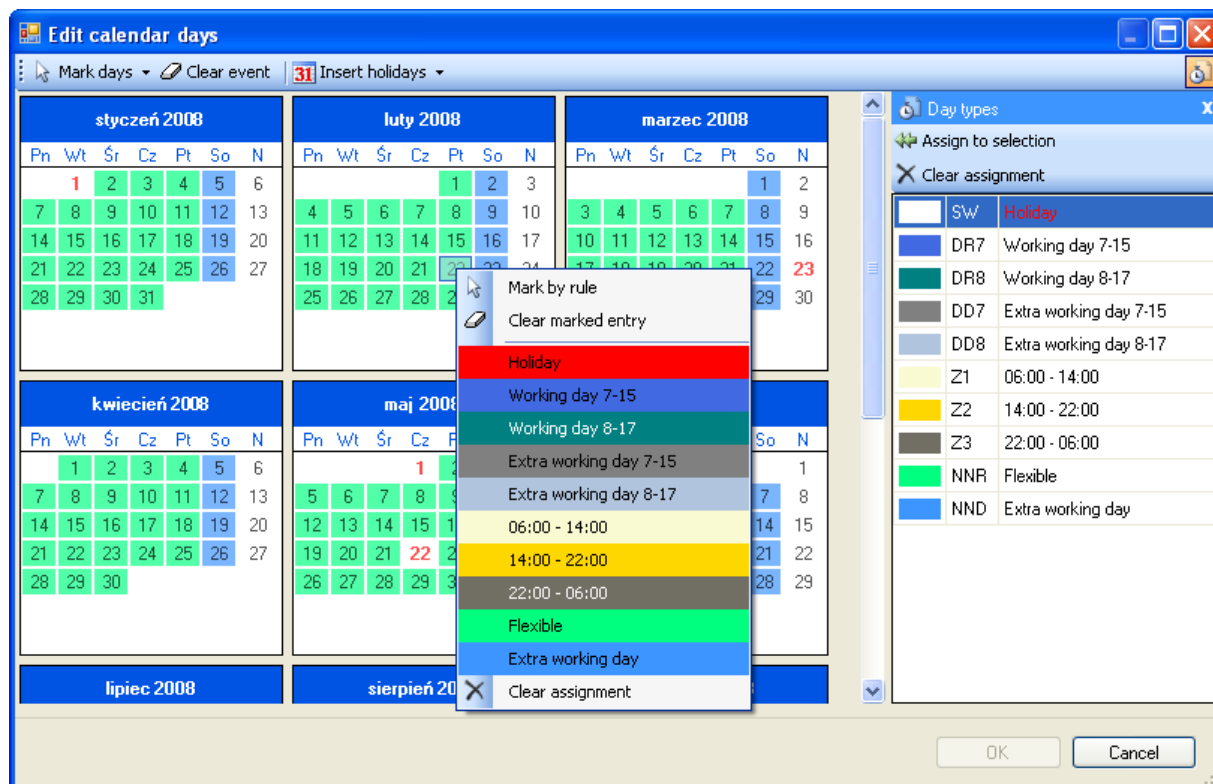 Edit calendar days
Mark days Clear event 31 Insert holidays
styczeń 2008
Pn Wt Śr Cz Pt So N
1 2 3 4 5 6
7 8 9 10 11 12 13
14 15 16 17 18 19 20
21 22 23 24 25 26 27
28 29 30 31
luty 2008
Pn Wt Śr Cz Pt So N
1 2 3
4 5 6 7 8 9 10
11 12 13 14 15 16 17
18 19 20 21
25 26 27 28
marzec 2008
Pn Wt Śr Cz Pt So N
1 2
3 4 5 6 7 8 9
10 11 12 13 14 15 16
22 23
29 30
kwiecień 2008
Pn Wt Śr Cz Pt So N
1 2 3 4 5 6
7 8 9 10 11 12 13
14 15 16 17 18 19 20
21 22 23 24 25 26 27
28 29 30
maj 2008
Pn Wt Śr Cz
1
5 6 7 8
12 13 14 15
19 20 21 22
26 27 28 29
So N
1
7 8
14 15
21 22
28 29
lipiec 2008
sierpień
Mark by rule
Clear marked entry
Holiday
Working day 7-15
Working day 8-17
Extra working day 7-15
Extra working day 8-17
06:00 - 14:00
14:00 - 22:00
22:00 - 06:00
Flexible
Extra working day
Clear assignment
Day types x
Assign to selection
Clear assignment
SW Holiday
DR7 Working day 7-15
DR8 Working day 8-17
DD7 Extra working day 7-15
DD8 Extra working day 8-17
Z1 06:00 - 14:00
Z2 14:00 - 22:00
Z3 22:00 - 06:00
NNR Flexible
NND Extra working day
OK Cancel